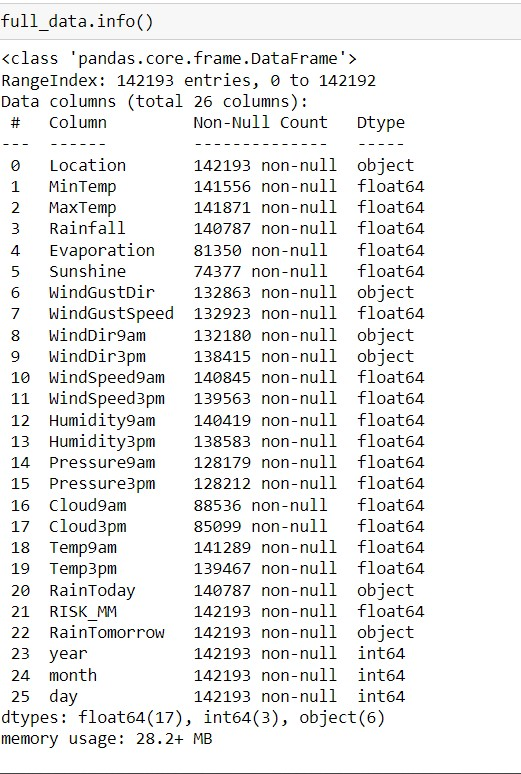 full_data.info()
<class 'pandas.core.frame.DataFrame'>
RangeIndex: 142193 entries, 0 to 142192
Data columns (total 26 columns):
 #   Column         Non-Null Count   Dtype
---  ------         --------------   -----
 0   Location       142193 non-null  object
 1   MinTemp        141556 non-null  float64
 2   MaxTemp        141871 non-null  float64
 3   Rainfall       140787 non-null  float64
 4   Evaporation    81350 non-null   float64
 5   Sunshine       74377 non-null   float64
 6   WindGustDir    132863 non-null  object
 7   WindGustSpeed  132923 non-null  float64
 8   WindDir9am     132180 non-null  object
 9   WindDir3pm     138415 non-null  object
 10  WindSpeed9am   140845 non-null  float64
 11  WindSpeed3pm   139563 non-null  float64
 12  Humidity9am    140419 non-null  float64
 13  Humidity3pm    138583 non-null  float64
 14  Pressure9am    128179 non-null  float64
 15  Pressure3pm    128212 non-null  float64
 16  Cloud9am       88536 non-null   float64
 17  Cloud3pm       85099 non-null   float64
 18  Temp9am        141289 non-null  float64
 19  Temp3pm        139467 non-null  float64
 20  RainToday      140787 non-null  object
 21  RISK_MM        142193 non-null  float64
 22  RainTomorrow   142193 non-null  object
 23  year           142193 non-null  int64
 24  month          142193 non-null  int64
 25  day            142193 non-null  int64
dtypes: float64(17), int64(3), object(6)
memory usage: 28.2+ MB